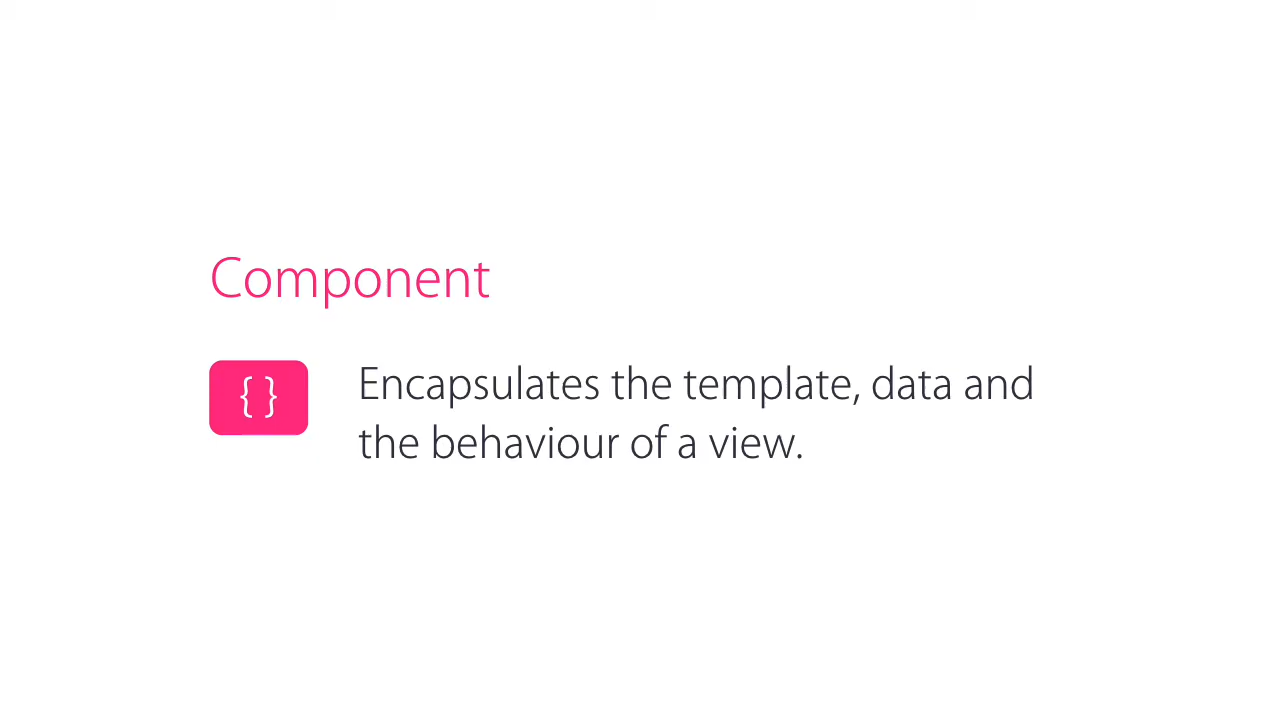 Component
{ }
Encapsulates the template, data and
the behaviour of a view.